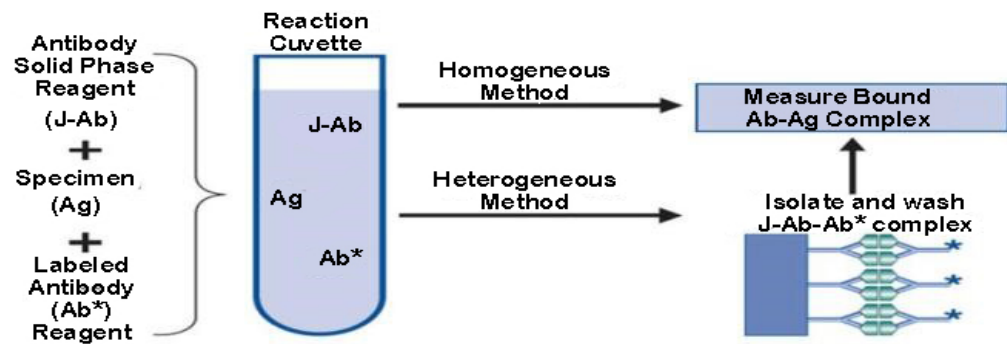 Antibody
Solid Phase
Reagent
(J-Ab)
+
Specimen
(Ag)
+
Labeled
Antibody
(Ab*)
Reagent
Reaction
Cuvette
J-Ab
Ag
Ab*
Homogeneous
Method
Heterogeneous
Method
Measure Bound
Ab-Ag Complex
Isolate and wash
J-Ab-Ab* complex
*
*
*